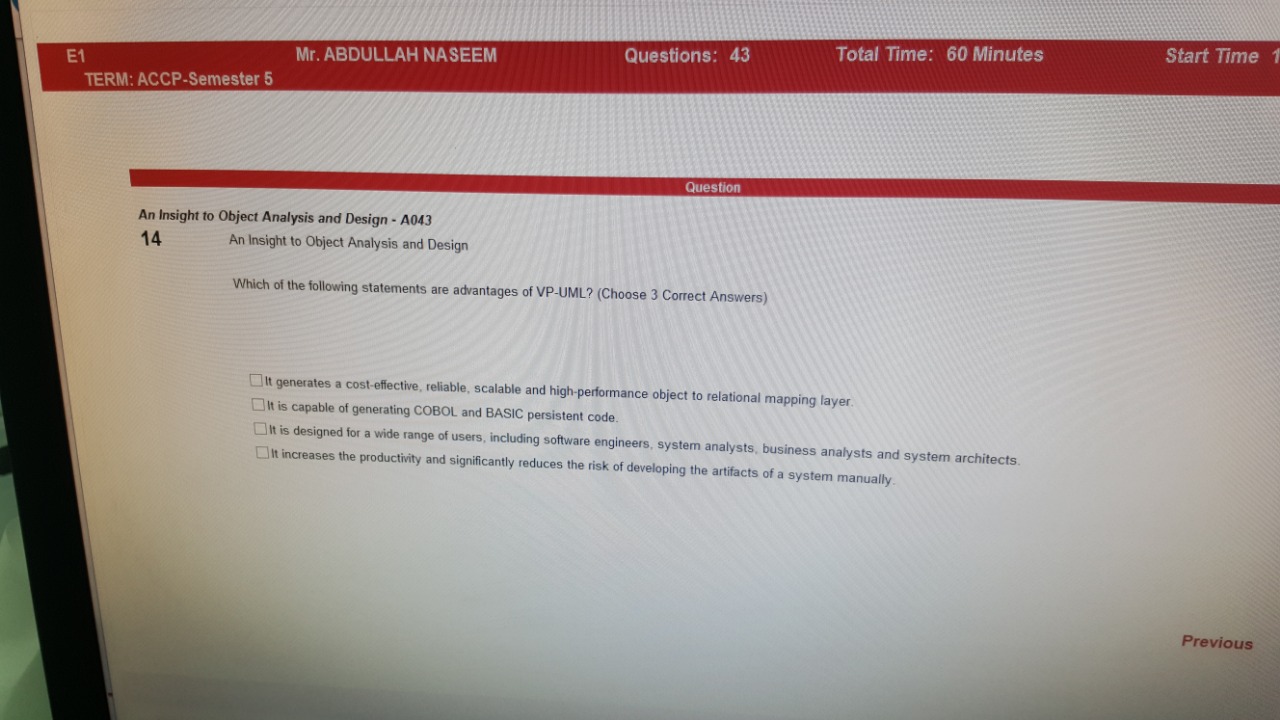 E1 Mr. ABDULLAH NASEEM Questions: 43 Total Time: 60 Minutes Start Time 1
TERM: ACCP-Semester 5
Question
An Insight to Object Analysis and Design - A043
14 An Insight to Object Analysis and Design
Which of the following statements are advantages of VP-UML? (Choose 3 Correct Answers)
It generates a cost-effective, reliable, scalable and high-performance object to relational mapping layer.
It is capable of generating COBOL and BASIC persistent code.
It is designed for a wide range of users, including software engineers, system analysts, business analysts and system architects.
It increases the productivity and significantly reduces the risk of developing the artifacts of a system manually.
Previous